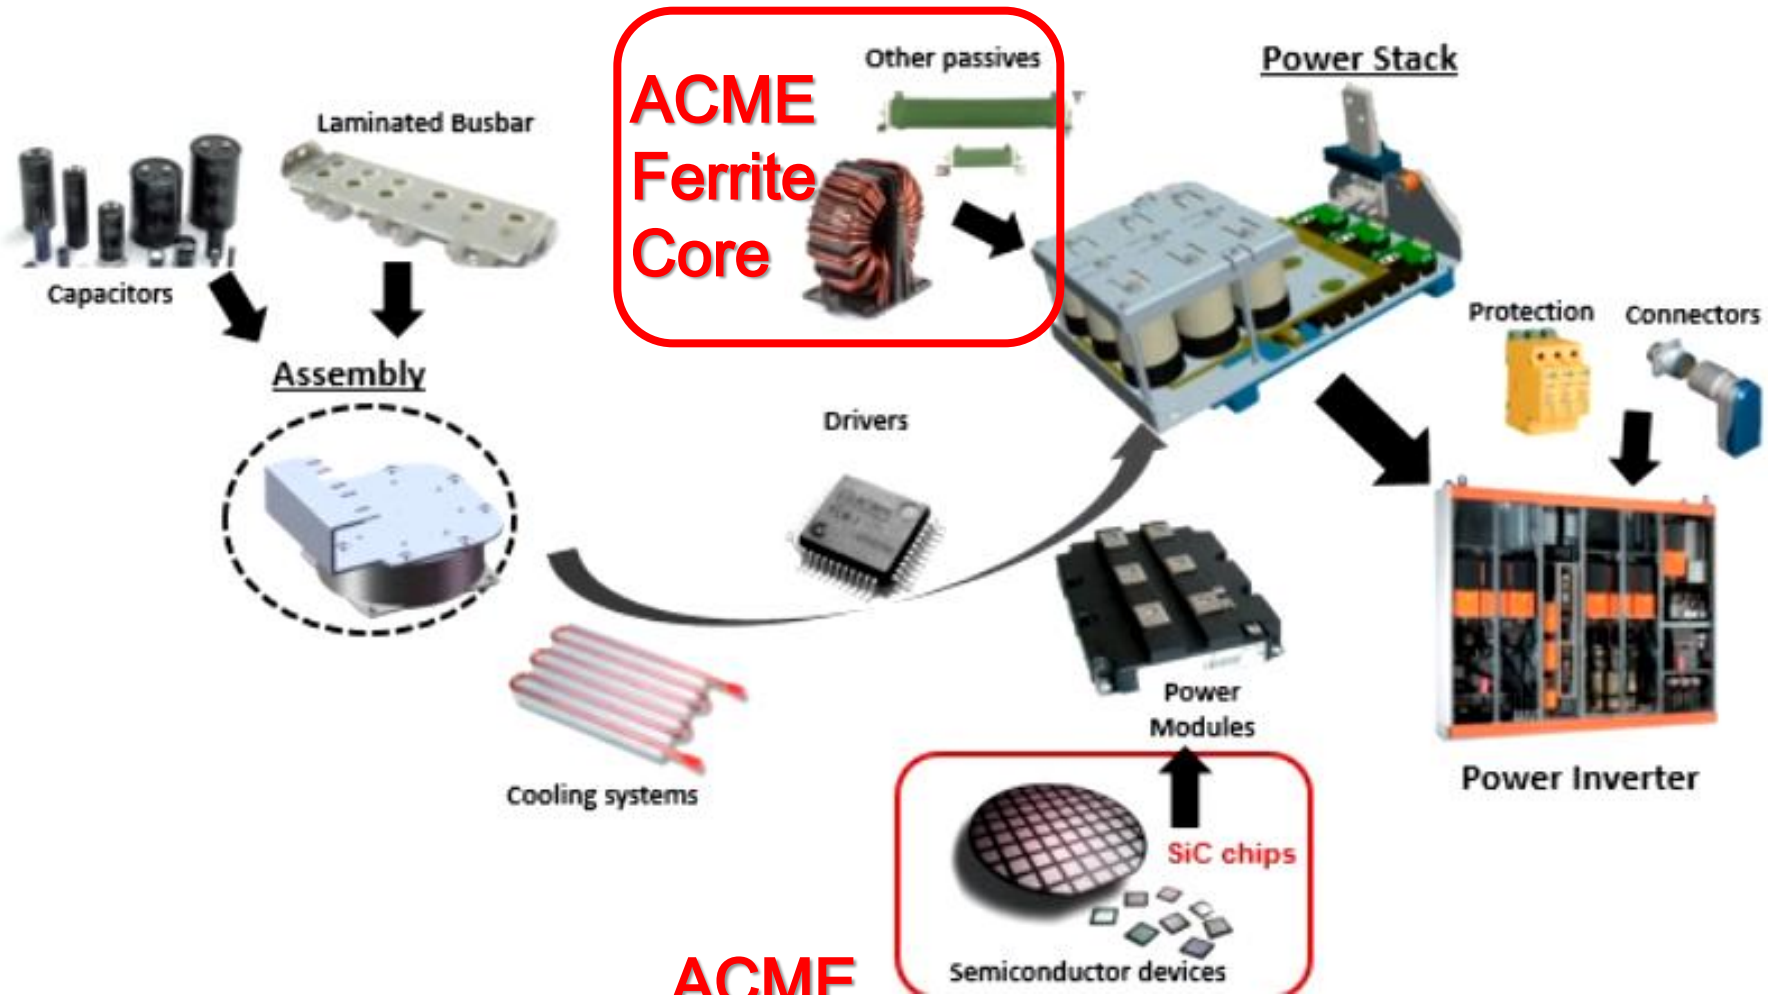 Other passives
Power Stack
ACME
Ferrite
Core
Laminated Busbar
Capacitors
Protection
Connectors
Assembly
Drivers
Power
Modules
Cooling systems
Power Inverter
SiC chips
Semiconductor devices
ACME